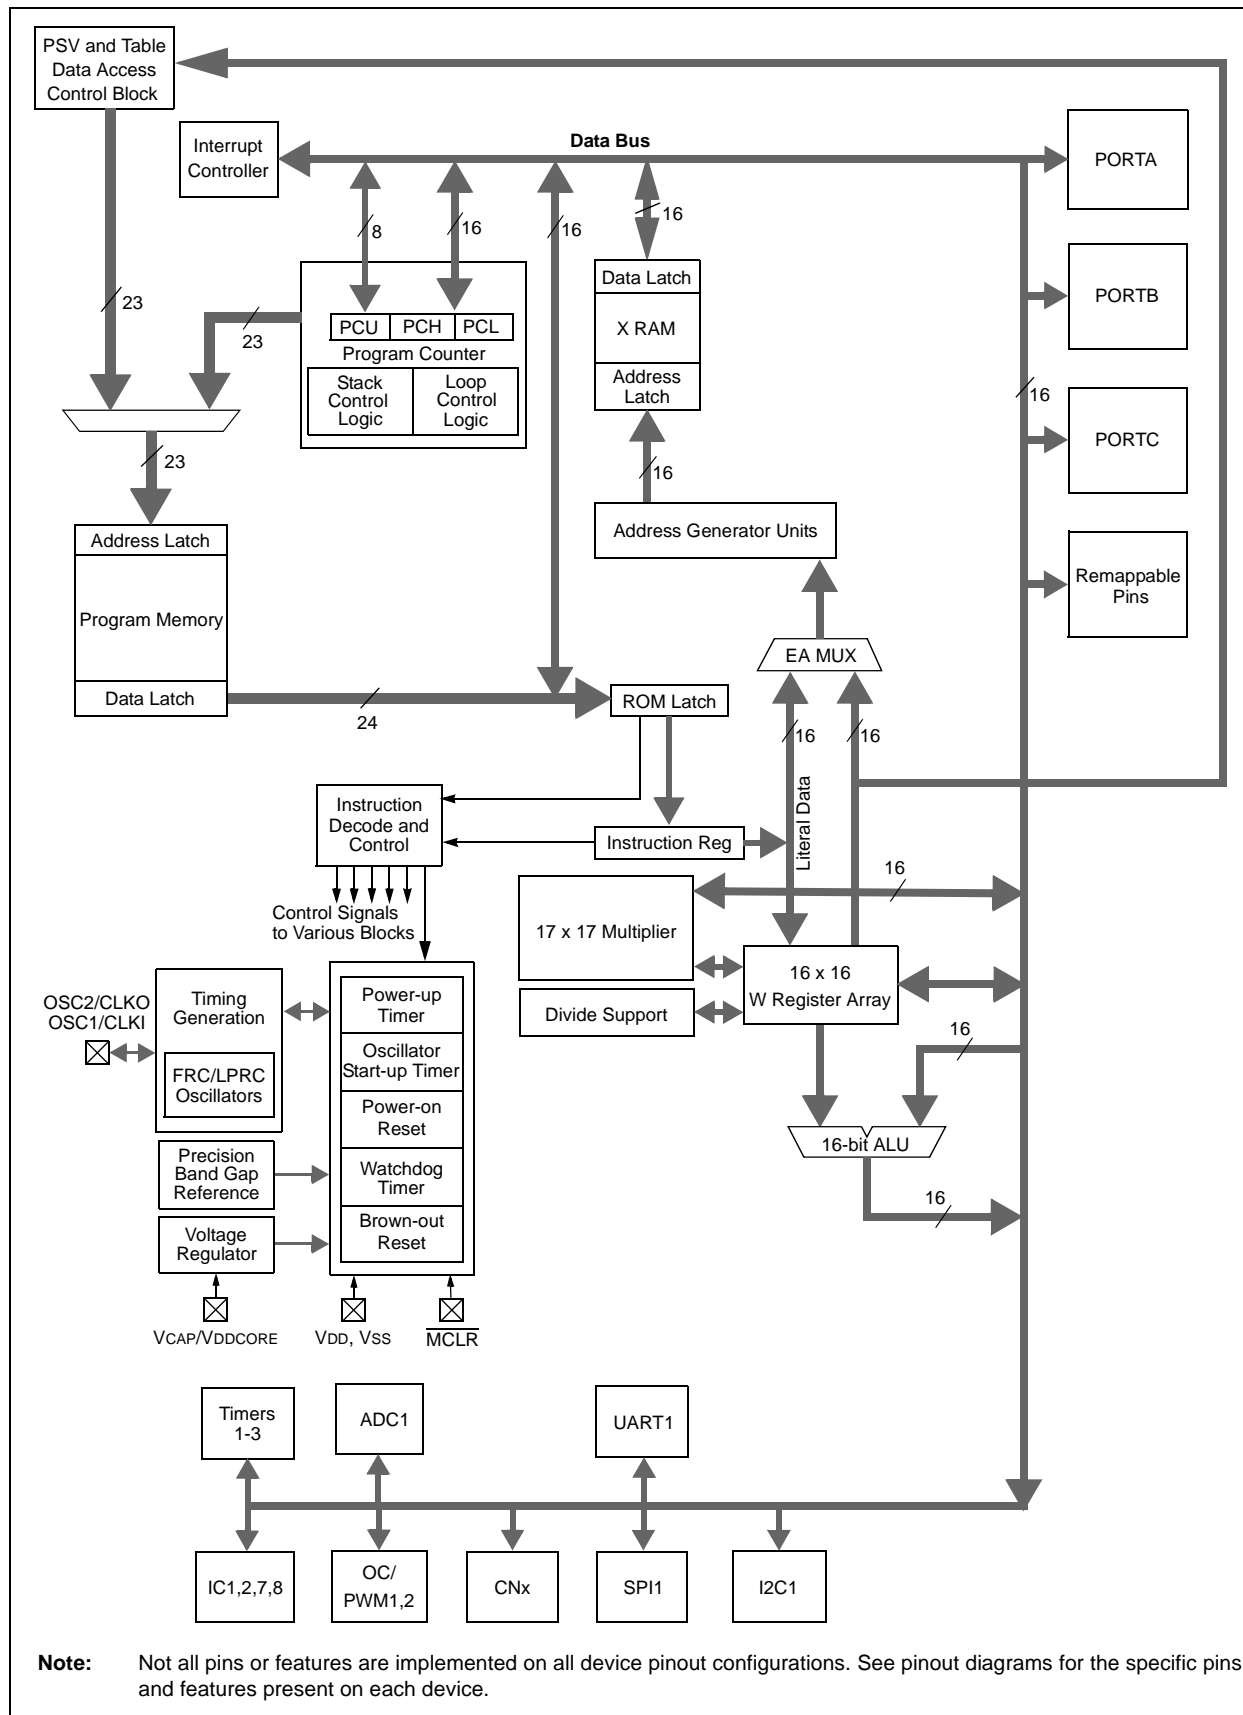 PSV and Table
Data Access
Control Block
Interrupt
Controller
Data Bus
PORTA
8
16
16
16
Data Latch
X RAM
Address
Latch
PORTB
23
23
PCU
PCH
PCL
Program Counter
Stack
Control
Logic
Loop
Control
Logic
16
PORTC
23
16
Address Latch
Program Memory
Data Latch
Address Generator Units
Remappable
Pins
EA MUX
24
ROM Latch
16
16
Instruction
Decode and
Control
Instruction Reg
Literal Data
Control Signals
to Various Blocks
16
17 x 17 Multiplier
16 x 16
W Register Array
Divide Support
16
OSC2/CLKO
OSC1/CLKI
Timing
Generation
FRC/LPRC
Oscillators
Power-up
Timer
Oscillator
Start-up Timer
Power-on
Reset
Watchdog
Timer
Brown-out
Reset
16-bit ALU
16
Precision
Band Gap
Reference
Voltage
Regulator
VCAP/VDDCORE
VDD, VSS
MCLR
Timers
1-3
ADC1
UART1
IC1,2,7,8
OC/
PWM1,2
CNx
SPI1
I2C1
Note: Not all pins or features are implemented on all device pinout configurations. See pinout diagrams for the specific pins
and features present on each device.